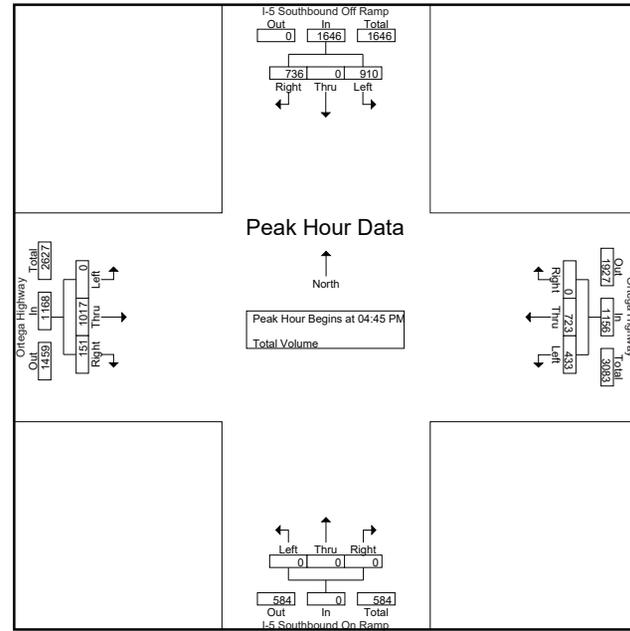 I-5 Southbound Off Ramp
Out In Total
0 1646 1646
736 0 910
Right Thru Left
Peak Hour Data
North
Peak Hour Begins at 04:45 PM
Total Volume
Ortega Highway
Total In Out
2627 1168 1459
0 1017 151
Left Thru Right
Ortega Highway
Out In Total
1927 1156 3083
0 723 433
Right Thru Left
Left Thru Right
0 0 0
584 0 584
Out In Total
I-5 Southbound On Ramp